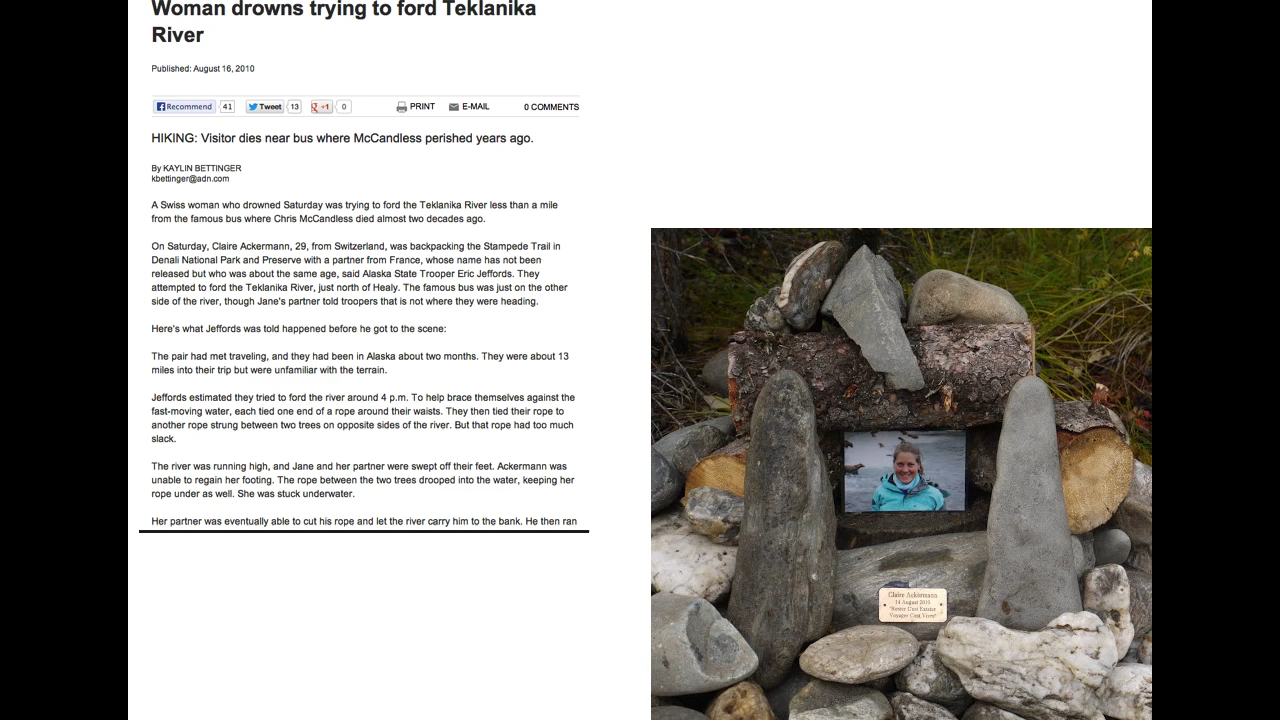 Woman drowns trying to ford Teklanika
River
Published: August 16, 2010
Recommend 41 Tweet 13 +1 0 PRINT E-MAIL 0 COMMENTS
HIKING: Visitor dies near bus where McCandless perished years ago.
By KAYLIN BETTINGER
kbettinger@adn.com
A Swiss woman who drowned Saturday was trying to ford the Teklanika River less than a mile
from the famous bus where Chris McCandless died almost two decades ago.
On Saturday, Claire Ackermann, 29, from Switzerland, was backpacking the Stampede Trail in
Denali National Park and Preserve with a partner from France, whose name has not been
released but who was about the same age, said Alaska State Trooper Eric Jeffords. They
attempted to ford the Teklanika River, just north of Healy. The famous bus was just on the other
side of the river, though Jane's partner told troopers that is not where they were heading.
Here's what Jeffords was told happened before he got to the scene:
The pair had met traveling, and they had been in Alaska about two months. They were about 13
miles into their trip but were unfamiliar with the terrain.
Jeffords estimated they tried to ford the river around 4 p.m. To help brace themselves against the
fast-moving water, each tied one end of a rope around their waists. They then tied their rope to
another rope strung between two trees on opposite sides of the river. But that rope had too much
slack.
The river was running high, and Jane and her partner were swept off their feet. Ackermann was
unable to regain her footing. The rope between the two trees drooped into the water, keeping her
rope under as well. She was stuck underwater.
Her partner was eventually able to cut his rope and let the river carry him to the bank. He then ran
Claire Ackermann
14 August 2010
"Rester C'est Exister
Voyager C'est Vivre"